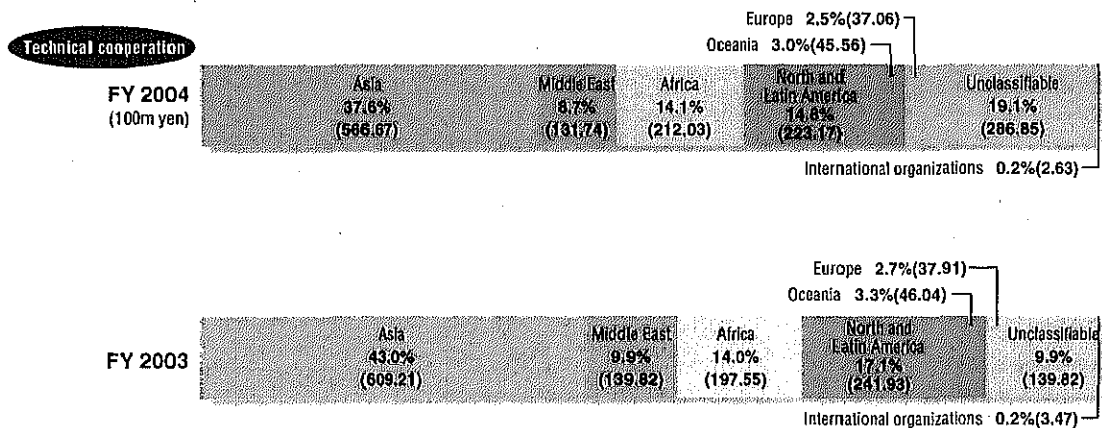 Technical cooperation
Europe 2.5%(37.06)
Oceania 3.0%(45.56)
FY 2004
(100m yen)
Asia
37.6%
(566.67)
Middle East
8.7%
(131.74)
Africa
14.1%
(212.03)
North and
Latin America
14.8%
(223.17)
Unclassifiable
19.1%
(286.85)
International organizations 0.2%(2.63)
Europe 2.7%(37.91)
Oceania 3.3%(46.04)
FY 2003
Asia
43.0%
(609.21)
Middle East
9.9%
(139.82)
Africa
14.0%
(197.55)
North and
Latin America
17.1%
(241.93)
Unclassifiable
9.9%
(139.82)
International organizations 0.2%(3.47)